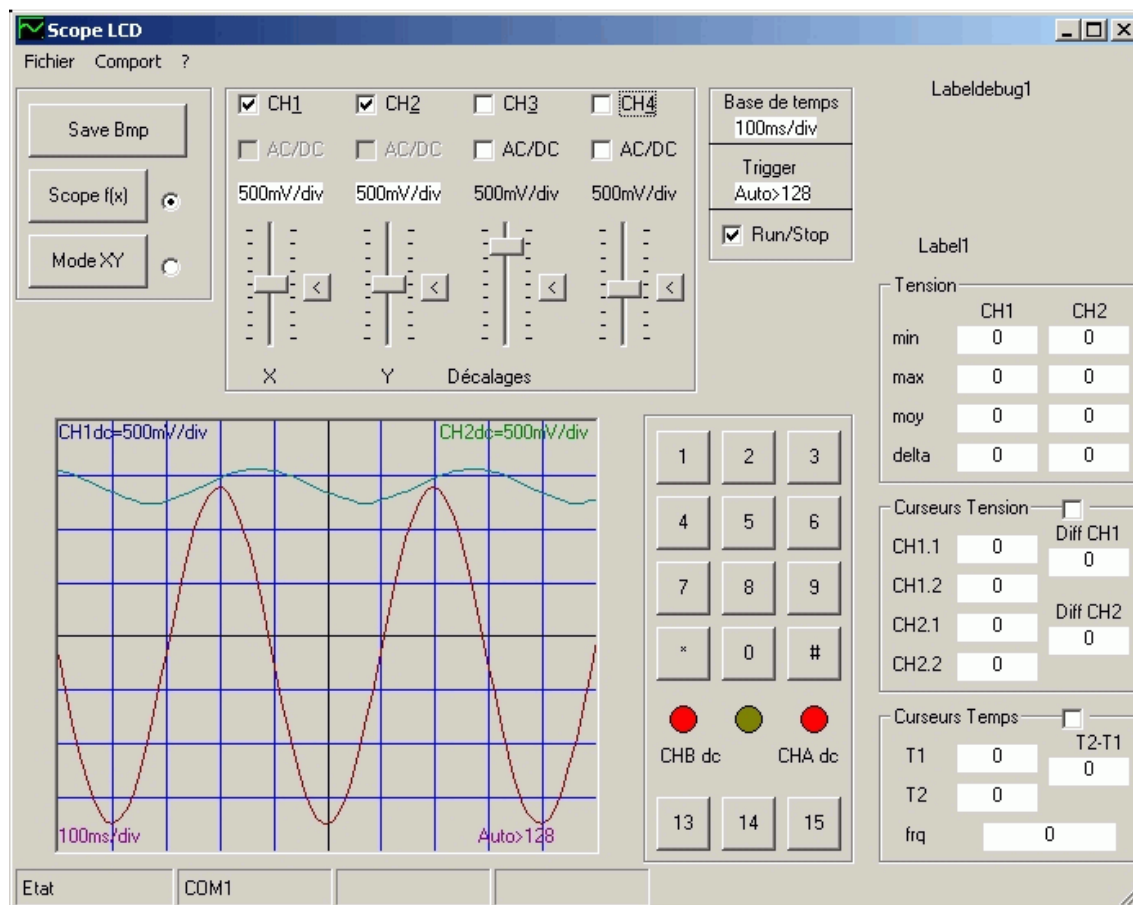 Scope LCD
Fichier Comport ?
Save Bmp
Scope f(x)
Mode XY
CH1 CH2 CH3 CH4
AC/DC AC/DC AC/DC AC/DC
500mV/div 500mV/div 500mV/div 500mV/div
< < < <
X Y Décalages
Base de temps
100ms/div
Trigger
Auto>128
Run/Stop
Labeldebug1
Label1
Tension
CH1 CH2
min 0 0
max 0 0
moy 0 0
delta 0 0
CH1dc=500mV/div CH2dc=500mV/div
100ms/div Auto>128
1 2 3
4 5 6
7 8 9
* 0 #
CHB dc CHA dc
13 14 15
Curseurs Tension
Diff CH1
CH1.1 0
0
CH1.2 0
Diff CH2
CH2.1 0
0
CH2.2 0
Curseurs Temps
T2-T1
T1 0
0
T2 0
frq 0
Etat COM1